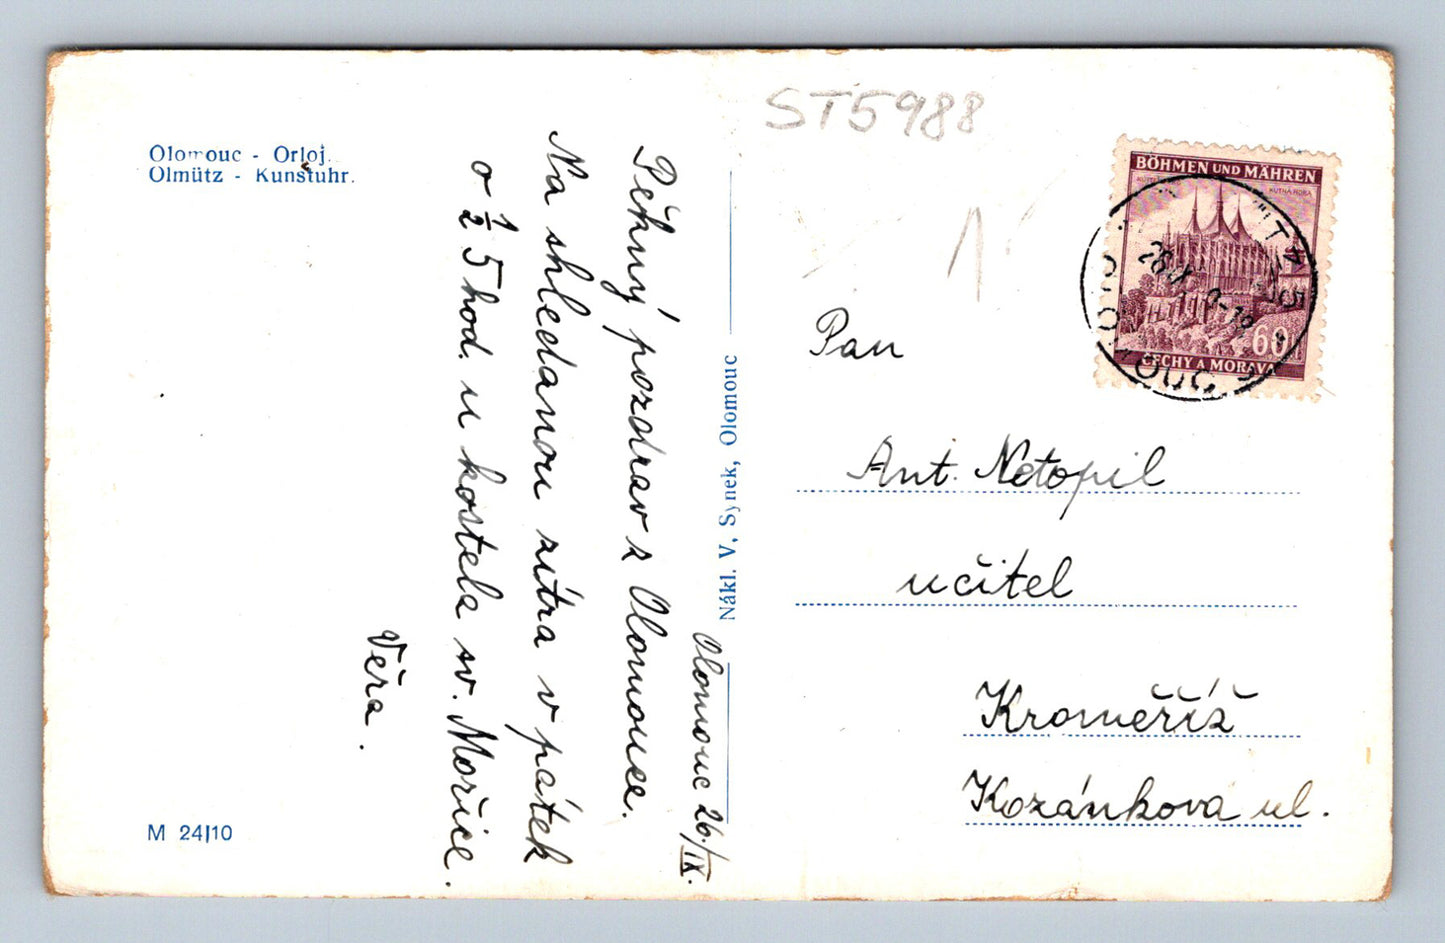 Olomouc - Orloj.
Olmütz - Kunstuhr.
Olomouc 26./IX.
Pěkný pozdrav z Olomouce.
Na shledanou zítra v pátek
o ½ 5 hod. u kostela sv. Mořice.
Věra.
M 24/10
Nákl. V. Synek, Olomouc
ST5988
1
BÖHMEN UND MÄHREN
KUTNÁ HORA
60
ČECHY A MORAVA
OLOMOUC
Pan
Ant. Netopil
učitel
Kroměříž
Kozánkova ul.